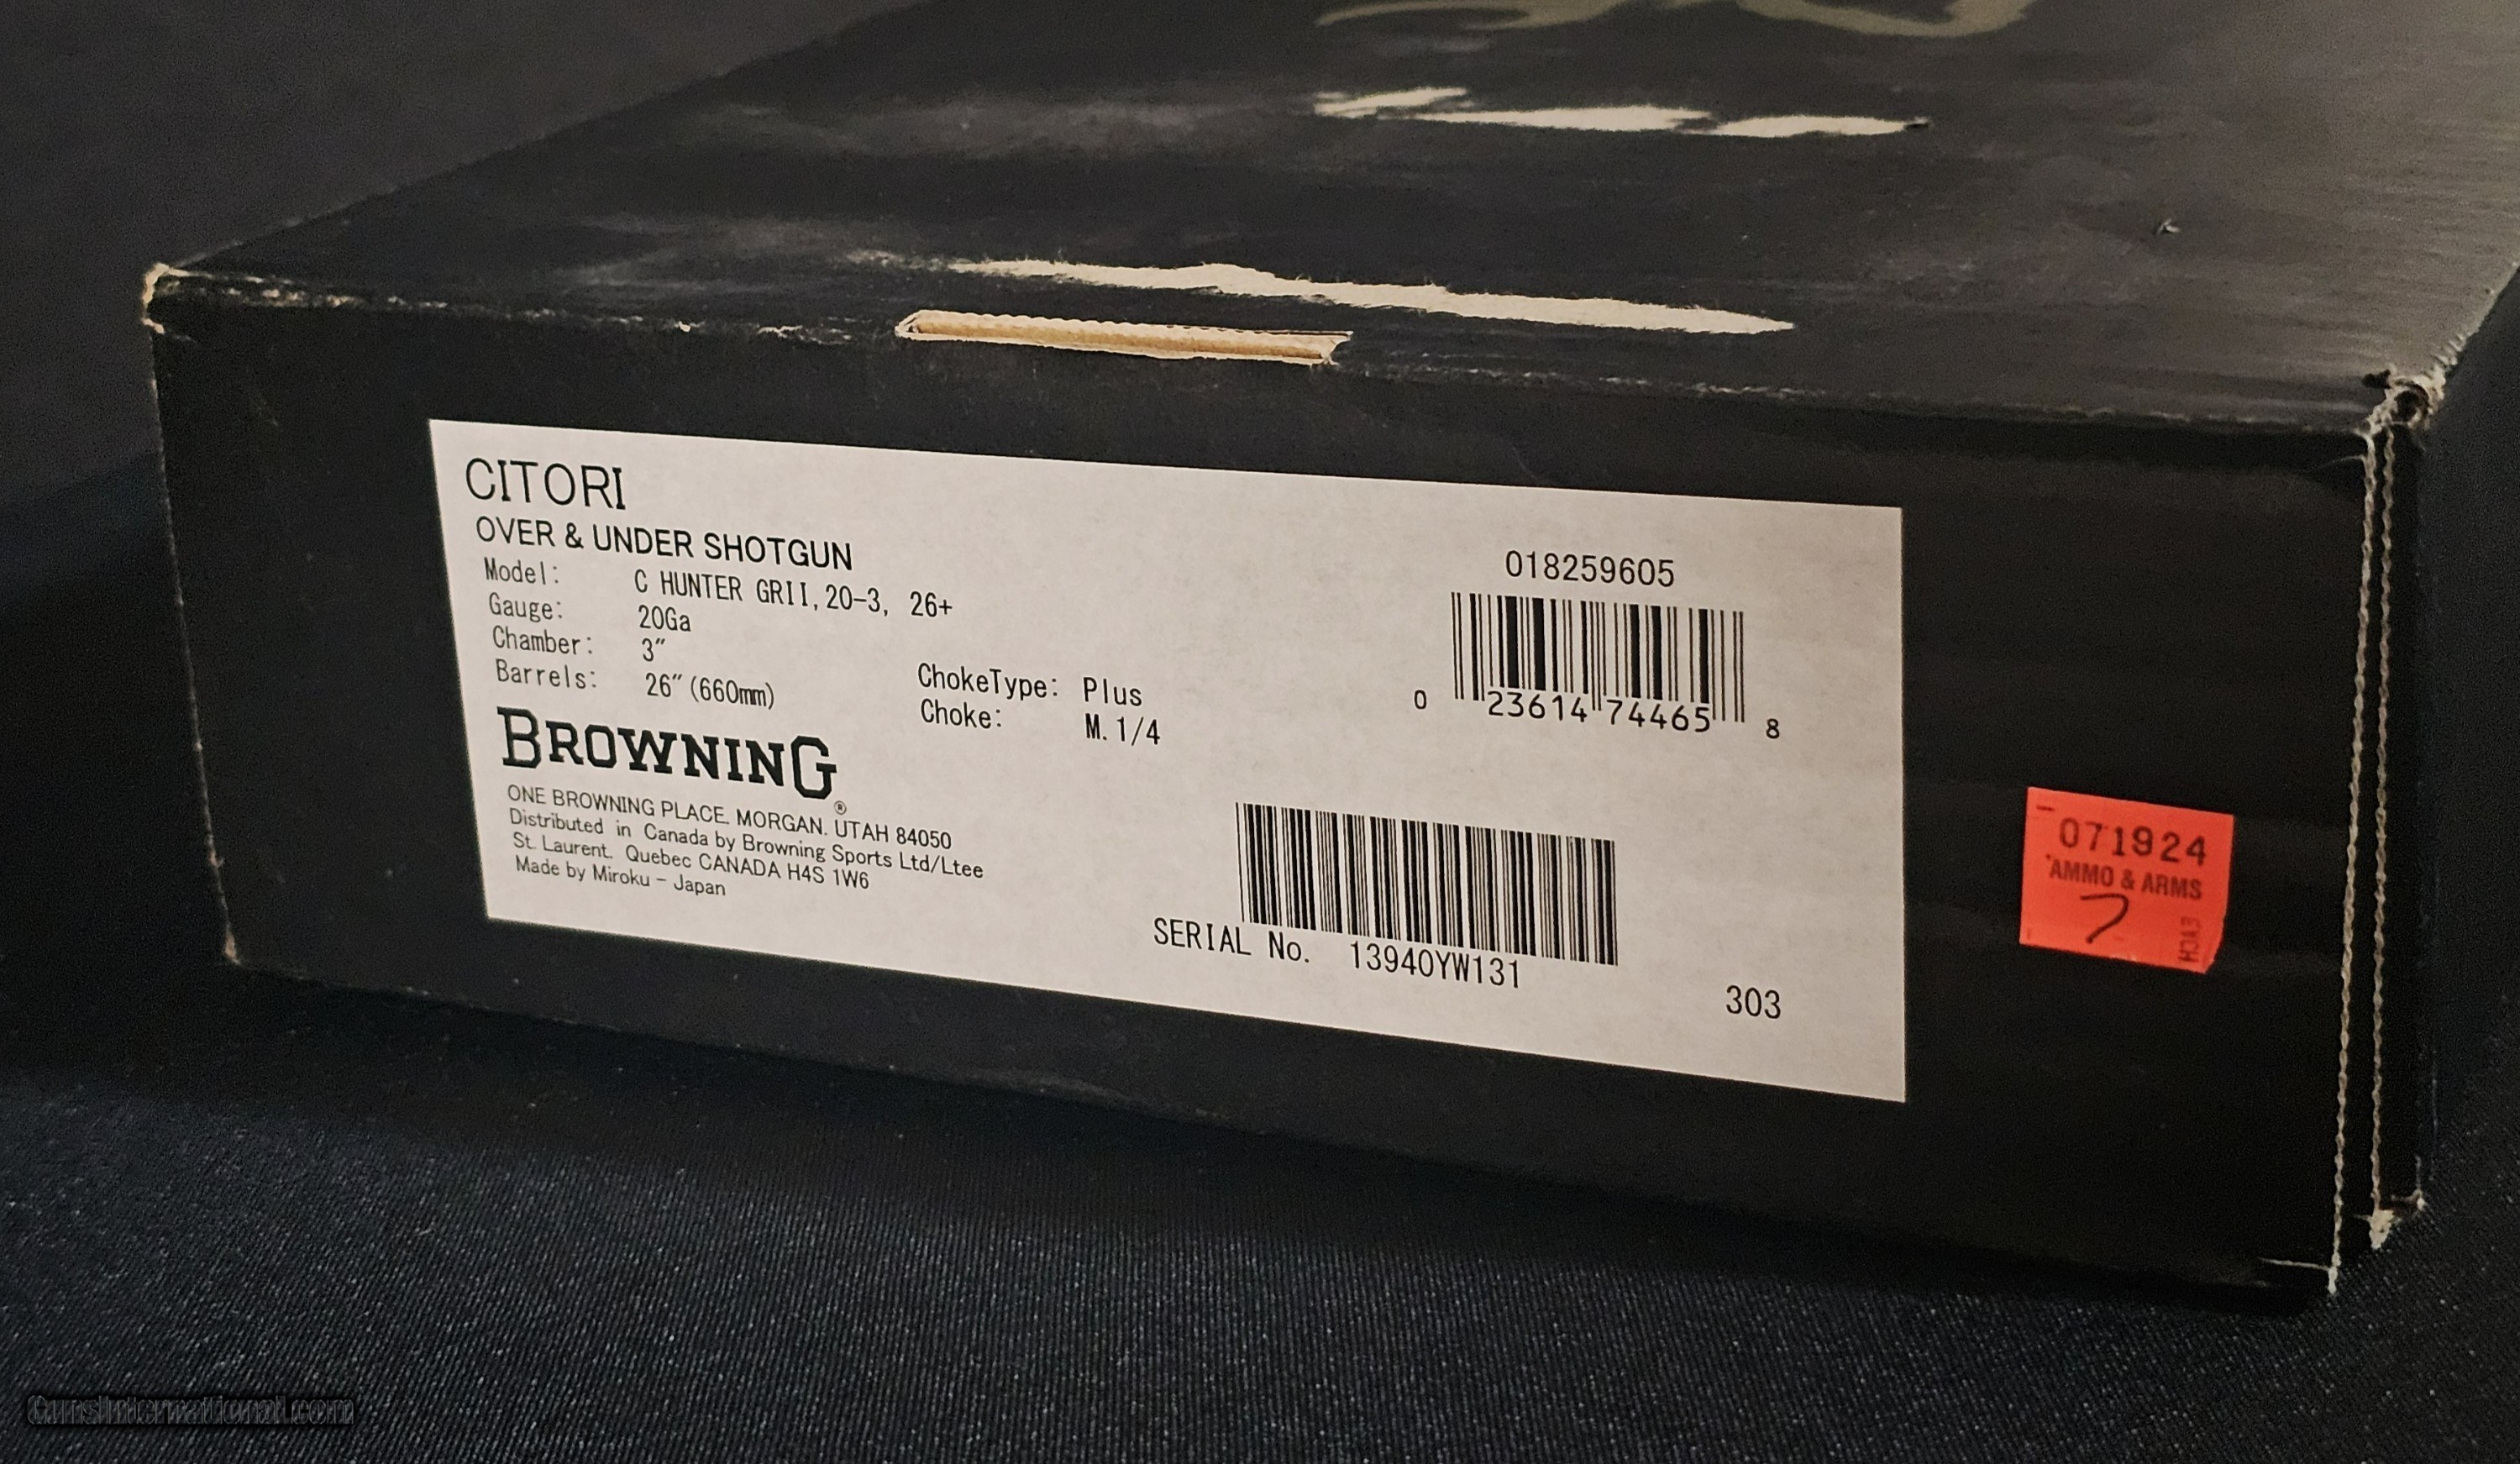 CITORI
OVER & UNDER SHOTGUN
Model: C HUNTER GRII, 20-3, 26+
Gauge: 20Ga
Chamber: 3"
Barrels: 26" (660mm)
ChokeType: Plus
Choke: M. 1/4
BROWNING®
ONE BROWNING PLACE. MORGAN. UTAH 84050
Distributed in Canada by Browning Sports Ltd/Ltee
St. Laurent. Quebec CANADA H4S 1W6
Made by Miroku - Japan
018259605
0 23614 74465 8
SERIAL No. 13940YW131
303
071924
AMMO & ARMS
7
EACH
GunsInternational.com